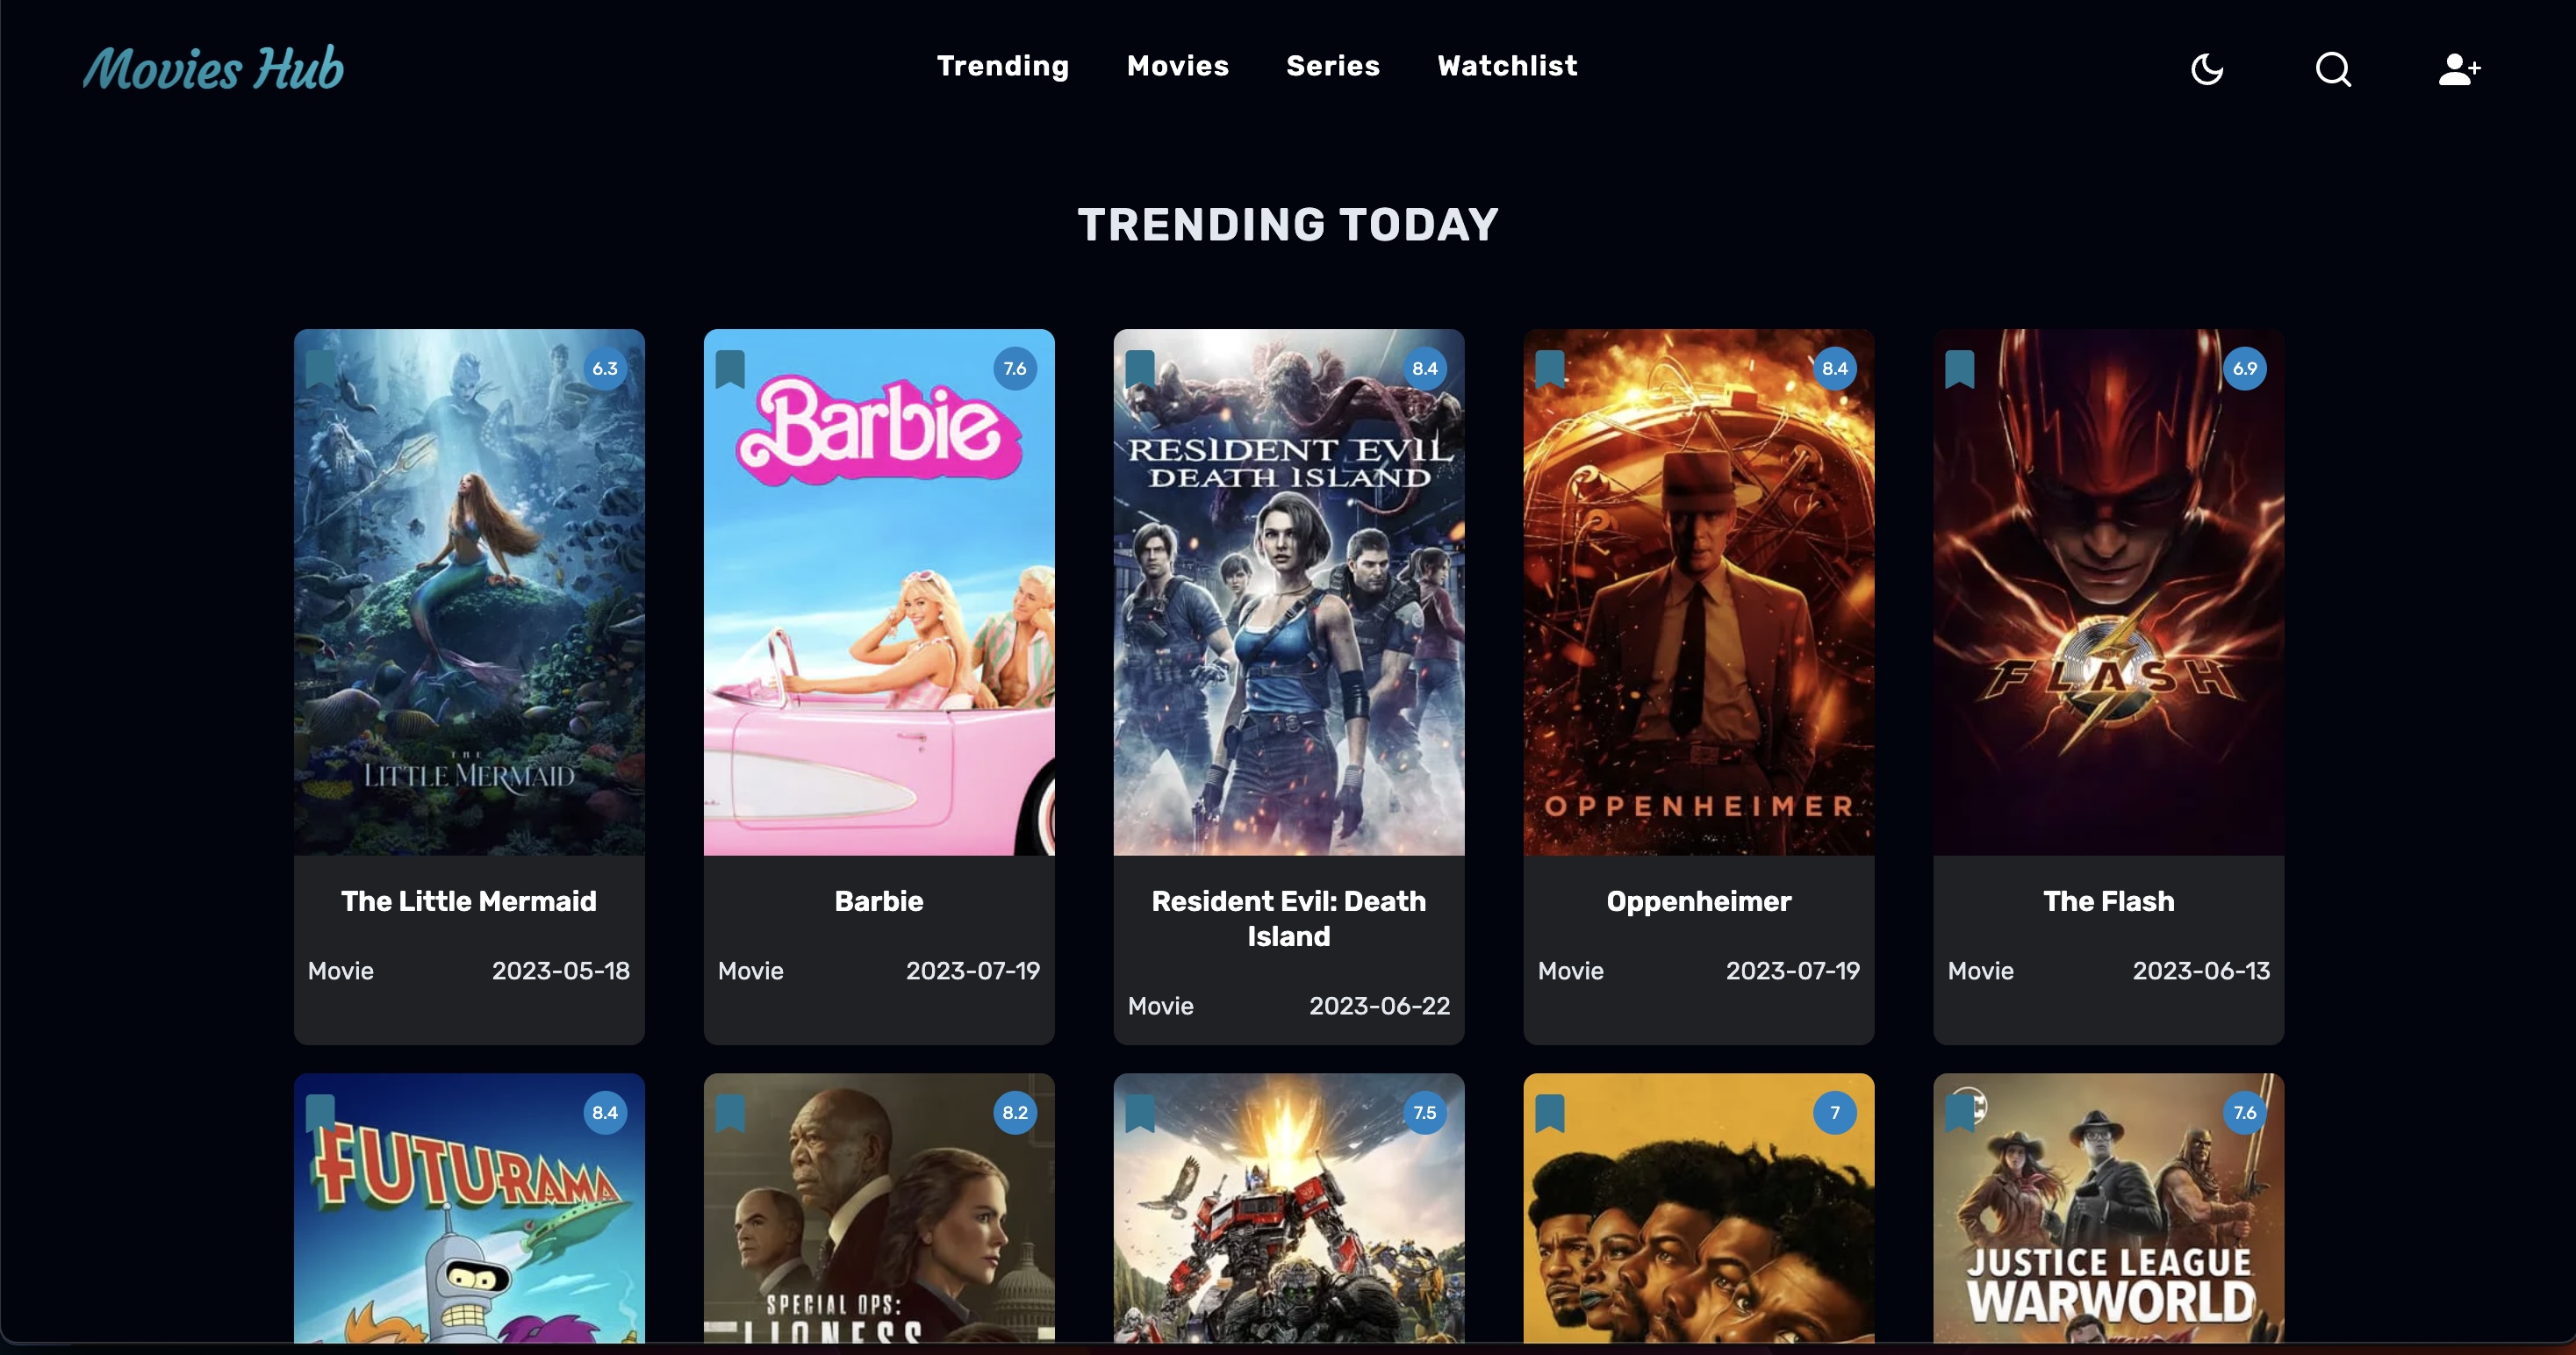 Movies Hub
Trending Movies Series Watchlist
TRENDING TODAY
6.3
7.6
8.4
8.4
6.9
THE
LITTLE MERMAID
Barbie
RESIDENT EVIL
DEATH ISLAND
OPPENHEIMER
FLASH
The Little Mermaid
Movie 2023-05-18
Barbie
Movie 2023-07-19
Resident Evil: Death
Island
Movie 2023-06-22
Oppenheimer
Movie 2023-07-19
The Flash
Movie 2023-06-13
8.4
8.2
7.5
7
7.6
FUTURAMA
SPECIAL OPS:
LIONESS
JUSTICE LEAGUE
WARWORLD